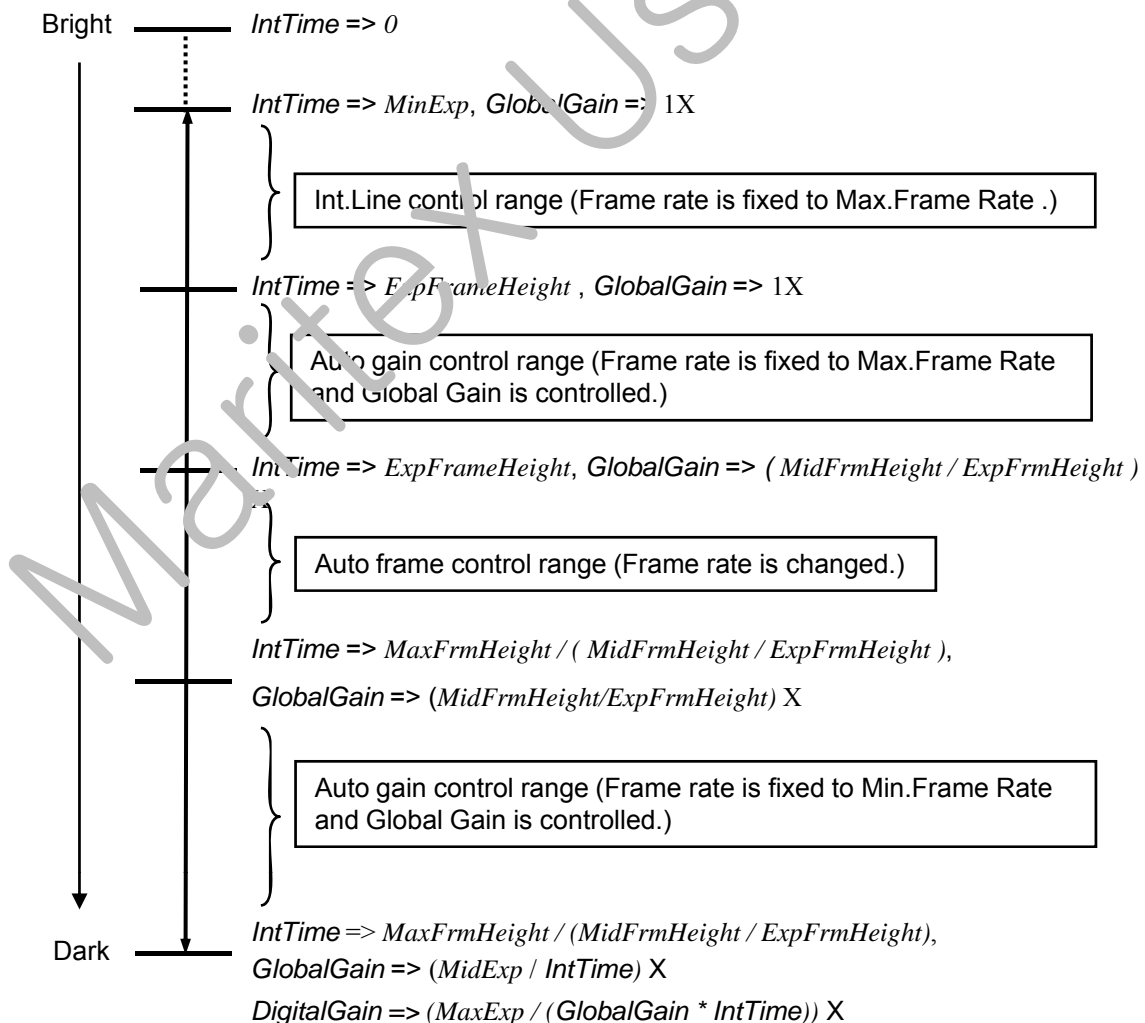 Bright IntTime => 0
IntTime => MinExp, GlobalGain => 1X
Int.Line control range (Frame rate is fixed to Max.Frame Rate .)
IntTime => ExpFrameHeight , GlobalGain => 1X
Auto gain control range (Frame rate is fixed to Max.Frame Rate
and Global Gain is controlled.)
IntTime => ExpFrameHeight, GlobalGain => ( MidFrmHeight / ExpFrmHeight )
X
Auto frame control range (Frame rate is changed.)
IntTime => MaxFrmHeight / ( MidFrmHeight / ExpFrmHeight ),
GlobalGain => (MidFrmHeight/ExpFrmHeight) X
Auto gain control range (Frame rate is fixed to Min.Frame Rate
and Global Gain is controlled.)
IntTime => MaxFrmHeight / (MidFrmHeight / ExpFrmHeight),
Dark
GlobalGain => (MidExp / IntTime) X
DigitalGain => (MaxExp / (GlobalGain * IntTime)) X
Maritex Us